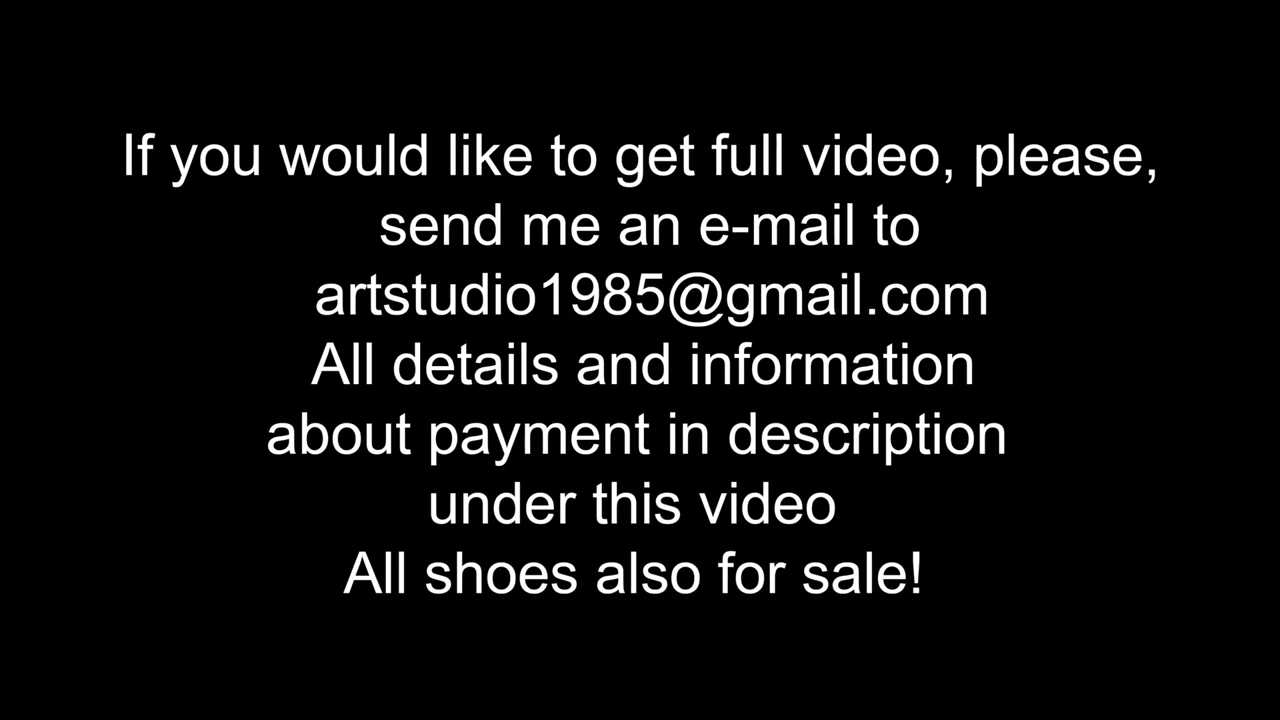 If you would like to get full video, please,
send me an e-mail to
artstudio1985@gmail.com
All details and information
about payment in description
under this video
All shoes also for sale!